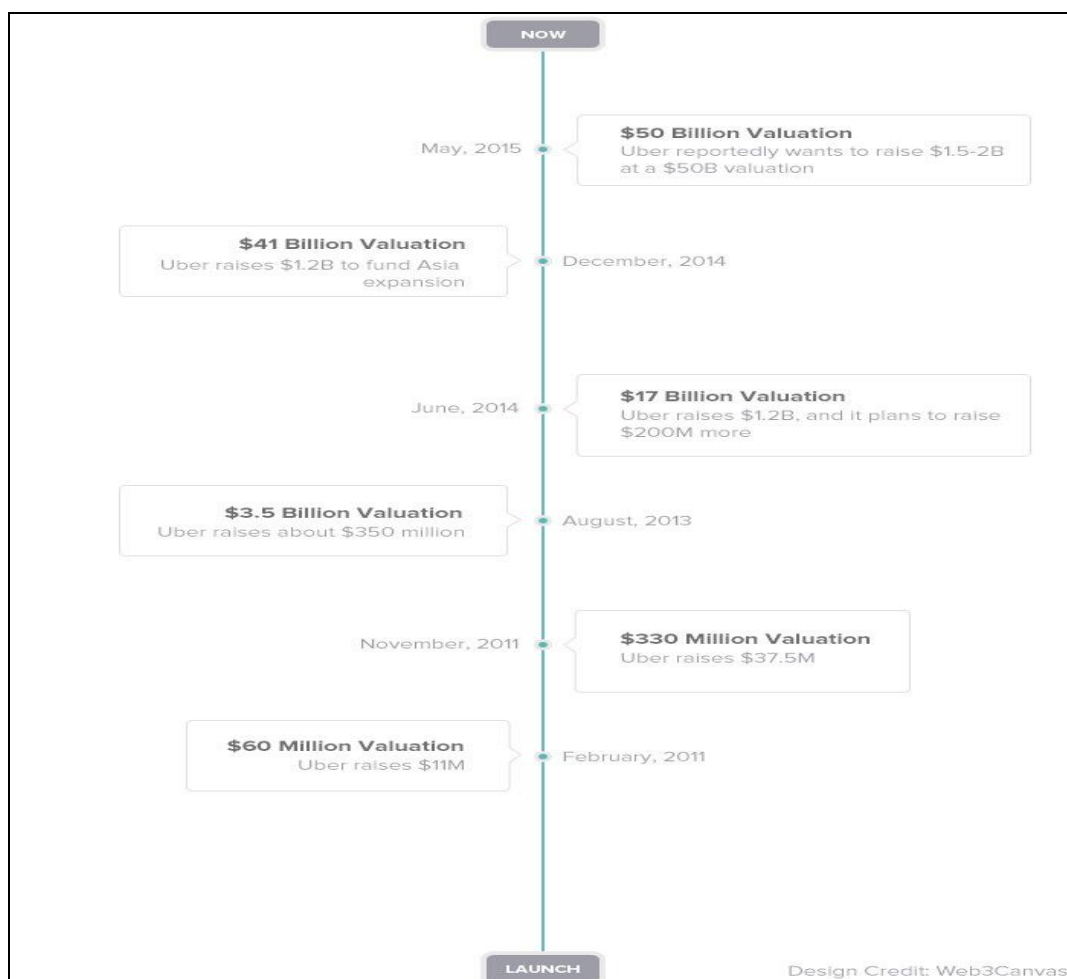 NOW
May, 2015
$50 Billion Valuation
Uber reportedly wants to raise $1.5-2B
at a $50B valuation
$41 Billion Valuation
Uber raises $1.2B to fund Asia
expansion
December, 2014
June, 2014
$17 Billion Valuation
Uber raises $1.2B, and it plans to raise
$200M more
$3.5 Billion Valuation
Uber raises about $350 million
August, 2013
November, 2011
$330 Million Valuation
Uber raises $37.5M
$60 Million Valuation
Uber raises $11M
February, 2011
LAUNCH
Design Credit: Web3Canvas